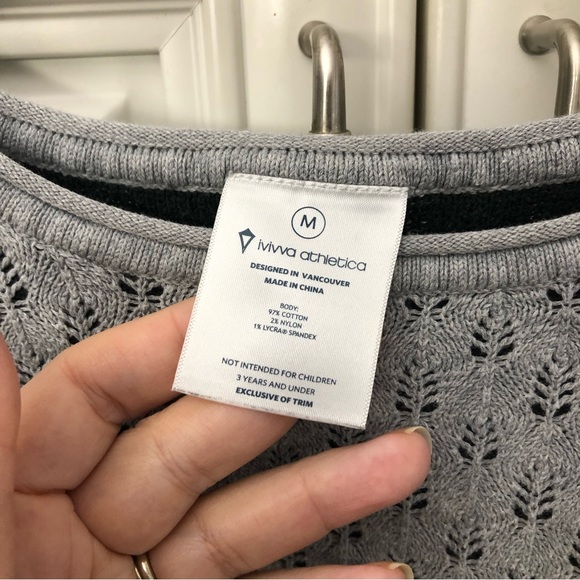 M
ivivva athletica
DESIGNED IN VANCOUVER
MADE IN CHINA
BODY:
97% COTTON
2% NYLON
1% LYCRA® SPANDEX
NOT INTENDED FOR CHILDREN
3 YEARS AND UNDER
EXCLUSIVE OF TRIM